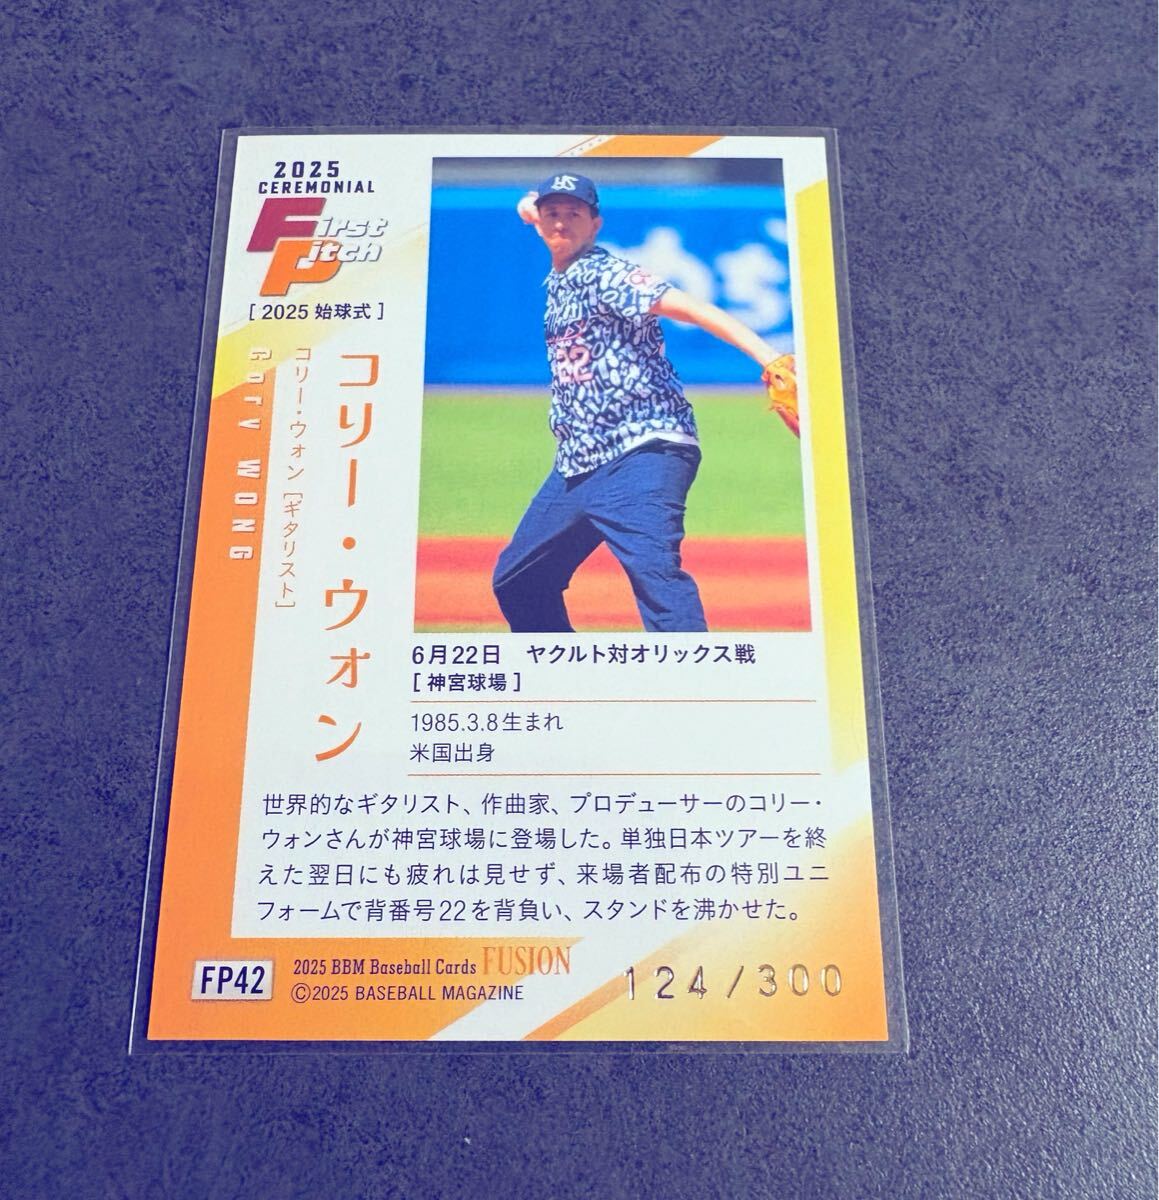 2025
CEREMONIAL
First
Pitch
[ 2025 始球式 ]
コリー・ウォン
コリー・ウォン [ギタリスト]
Cory WONG
YS
22
6月22日　ヤクルト対オリックス戦
[ 神宮球場 ]
1985.3.8生まれ
米国出身
世界的なギタリスト、作曲家、プロデューサーのコリー・
ウォンさんが神宮球場に登場した。単独日本ツアーを終
えた翌日にも疲れは見せず、来場者配布の特別ユニ
フォームで背番号22を背負い、スタンドを沸かせた。
FP42
2025 BBM Baseball Cards FUSION
©2025 BASEBALL MAGAZINE
124/300